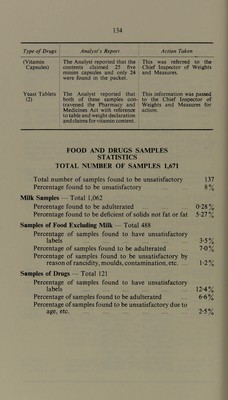 134
Type of Drugs Analyst's Report Action Taken
(Vitamin Capsules) The Analyst reported that the This was referred to the
contents claimed 25 five Chief Inspector of Weights
minim capsules and only 24 and Measures.
were found in the packet.
Yeast Tablets The Analyst reported that This information was passed
(2) both of these samples con- to the Chief Inspector of
travened the Pharmacy and Weights and Measures for
Medicines Act with reference action.
to table and weight declaration
and claims for vitamin content.
FOOD AND DRUGS SAMPLES
STATISTICS
TOTAL NUMBER OF SAMPLES 1,671
Total number of samples found to be unsatisfactory 137
Percentage found to be unsatisfactory 8%
Milk Samples — Total 1,062
Percentage found to be adulterated 0·28%
Percentage found to be deficient of solids not fat or fat 5·27%
Samples of Food Excluding Milk — Total 488
Percentage of samples found to have unsatisfactory
labels 3·5%
Percentage of samples found to be adulterated 7·0%
Percentage of samples found to be unsatisfactory by
reason of rancidity, moulds, contamination, etc. 1·2%
Samples of Drugs — Total 121
Percentage of samples found to have unsatisfactory
labels 12·4%
Percentage of samples found to be adulterated 6·6%
Percentage of samples found to be unsatisfactory due to
age, etc. 2·5%